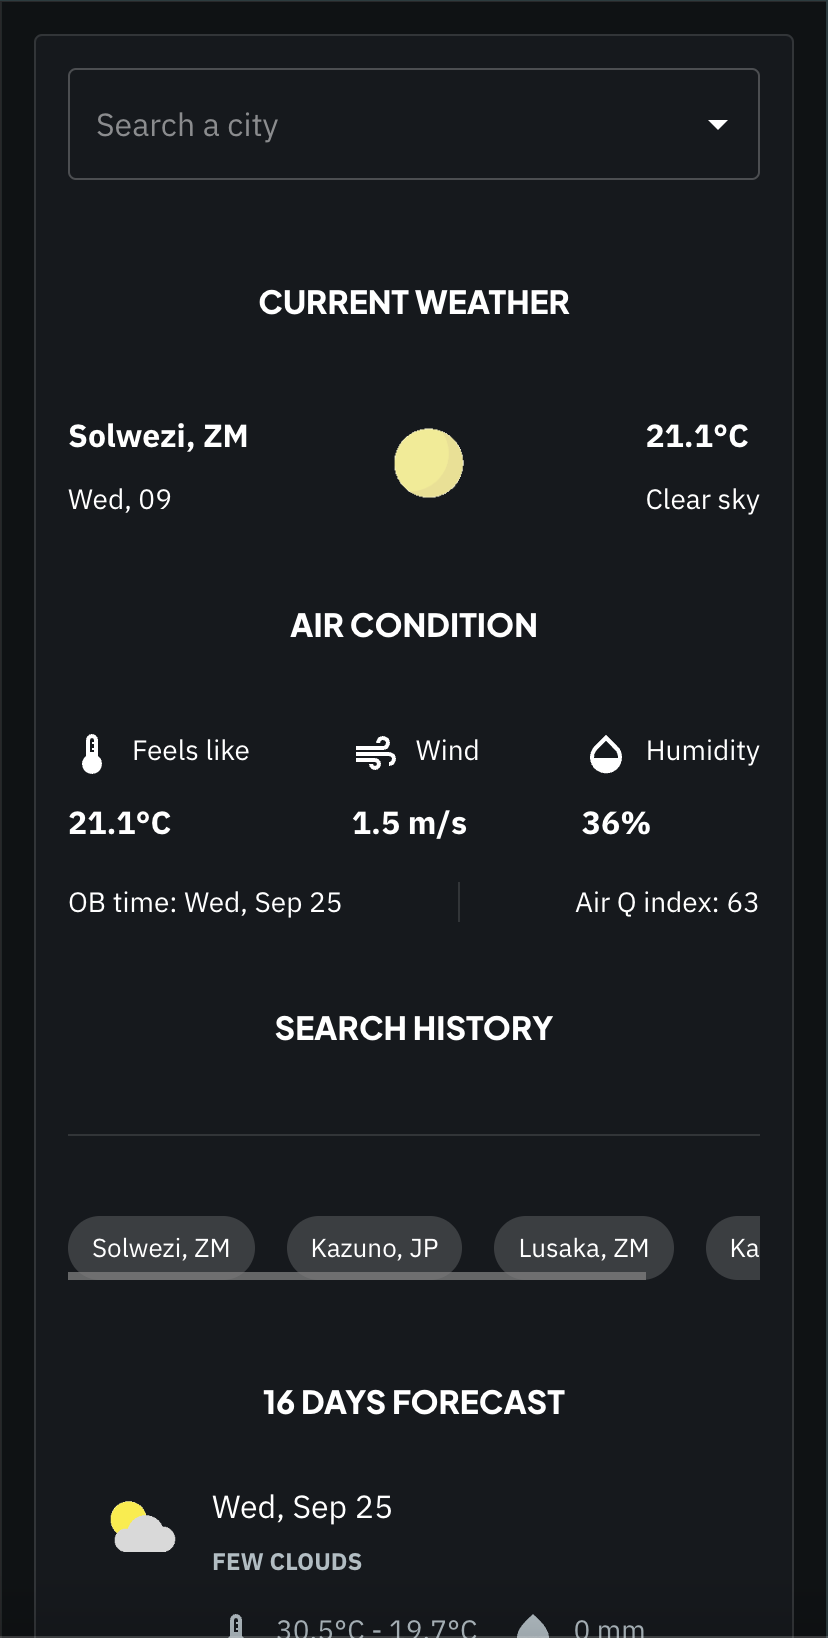 Search a city
CURRENT WEATHER
Solwezi, ZM
21.1°C
Wed, 09
Clear sky
AIR CONDITION
Feels like
Wind
Humidity
21.1°C
1.5 m/s
36%
OB time: Wed, Sep 25
Air Q index: 63
SEARCH HISTORY
Solwezi, ZM
Kazuno, JP
Lusaka, ZM
Ka
16 DAYS FORECAST
Wed, Sep 25
FEW CLOUDS
30.5°C - 19.7°C
0 mm